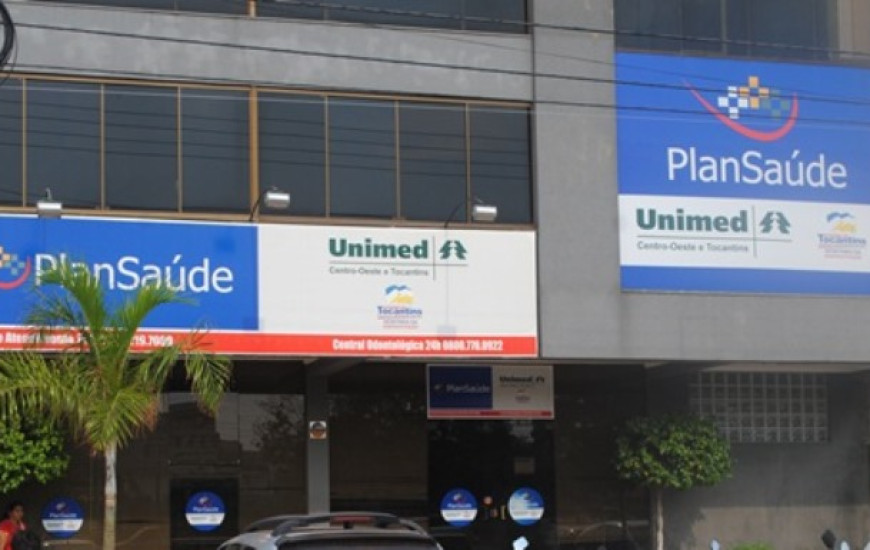 PlanSaúde
Unimed
Centro-Oeste e Tocantins
Tocantins
PlanSaúde
Unimed
Centro-Oeste e Tocantins
Tocantins
Central Odontológica 24h 0800.770.0922
PlanSaúde
Unimed